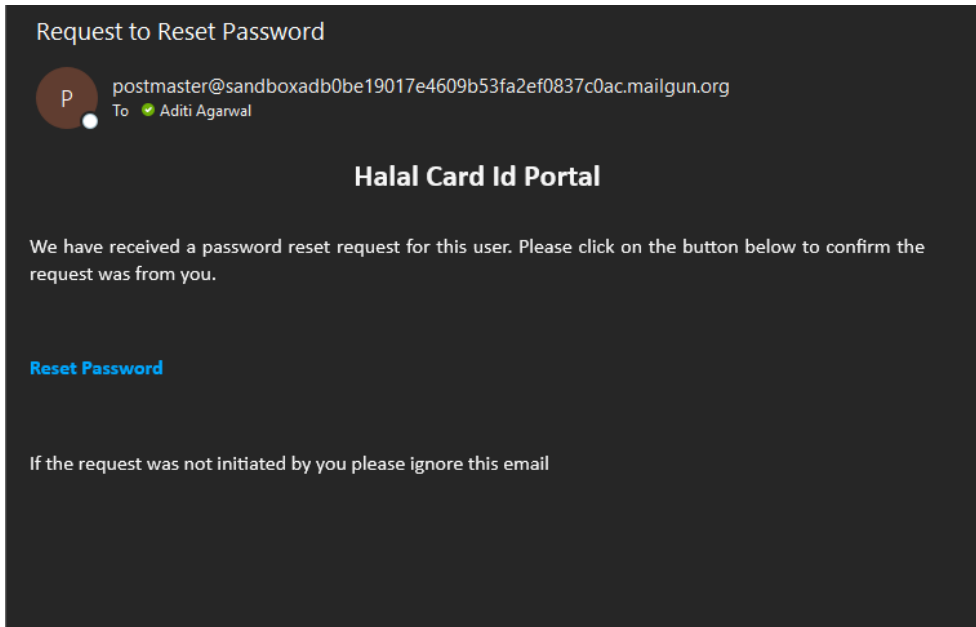 Request to Reset Password
P
postmaster@sandboxadb0be19017e4609b53fa2ef0837c0ac.mailgun.org
To Aditi Agarwal
Halal Card Id Portal
We have received a password reset request for this user. Please click on the button below to confirm the
request was from you.
Reset Password
If the request was not initiated by you please ignore this email